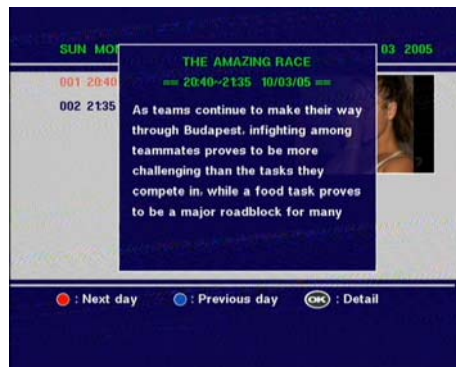 SUN MO
03 2005
THE AMAZING RACE
== 20:40~21:35 10/03/05 ==
001 20:40
002 21:35
As teams continue to make their way
through Budapest, infighting among
teammates proves to be more
challenging than the tasks they
compete in, while a food task proves
to be a major roadblock for many
: Next day : Previous day OK : Detail